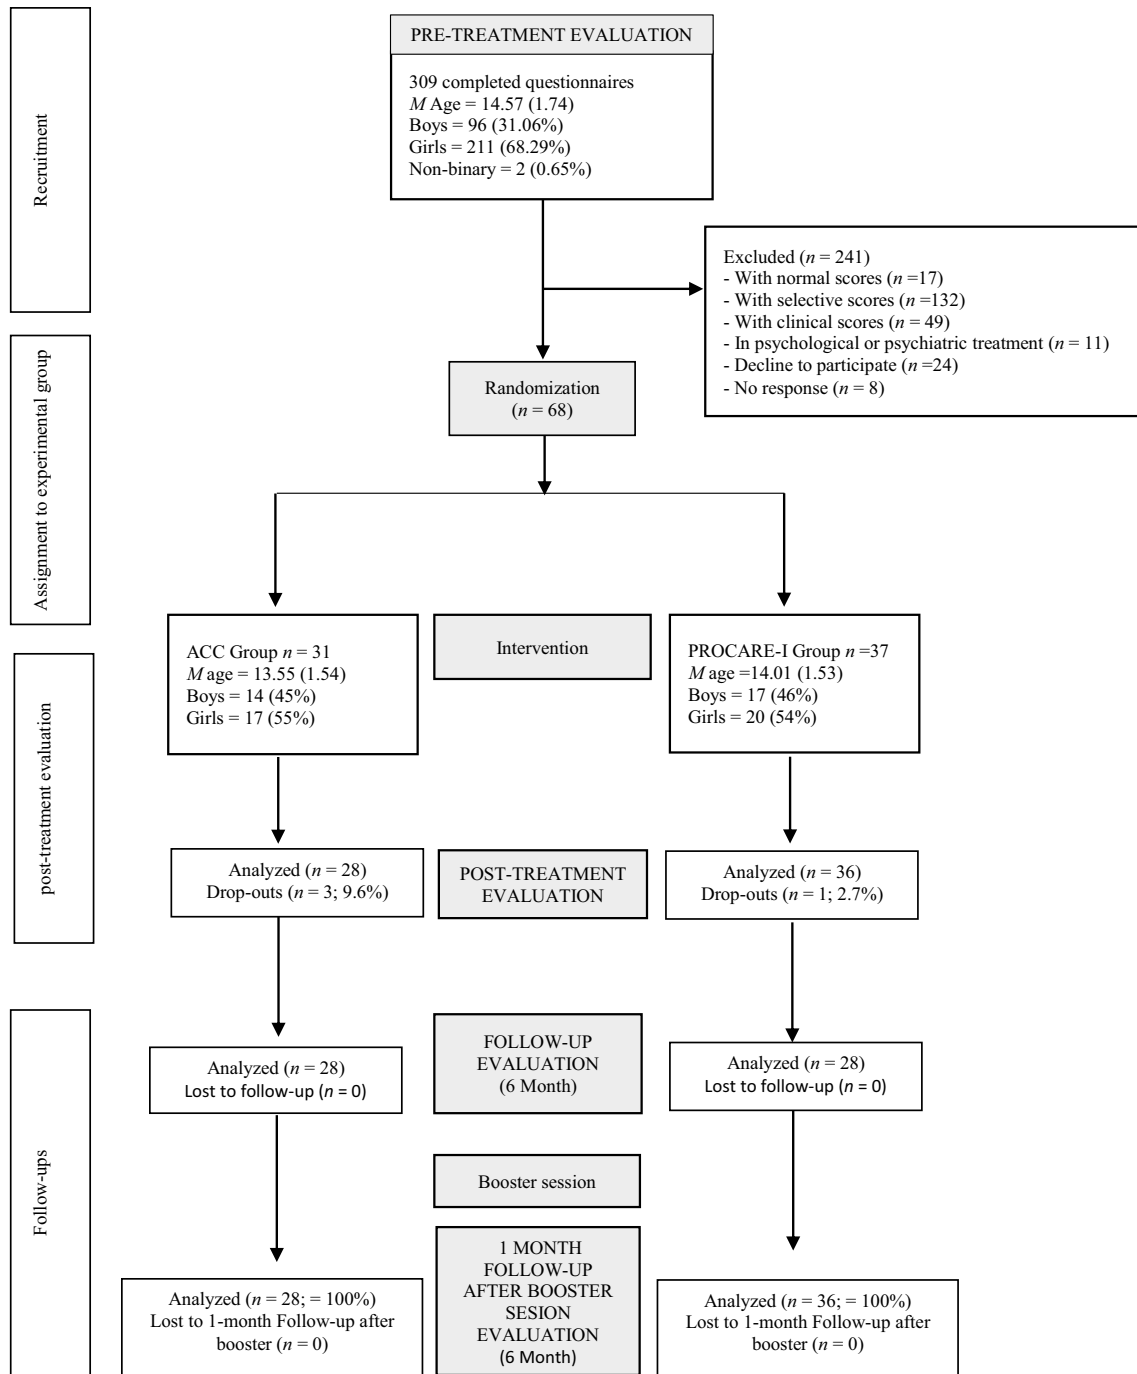 PRE-TREATMENT EVALUATION
309 completed questionnaires
M Age = 14.57 (1.74)
Boys = 96 (31.06%)
Girls = 211 (68.29%)
Non-binary = 2 (0.65%)
Recruitment
Excluded (n = 241)
- With normal scores (n =17)
- With selective scores (n =132)
- With clinical scores (n = 49)
- In psychological or psychiatric treatment (n = 11)
- Decline to participate (n =24)
- No response (n = 8)
Assignment to experimental group
Randomization
(n = 68)
ACC Group n = 31
M age = 13.55 (1.54)
Boys = 14 (45%)
Girls = 17 (55%)
Intervention
PROCARE-I Group n =37
M age =14.01 (1.53)
Boys = 17 (46%)
Girls = 20 (54%)
post-treatment evaluation
Analyzed (n = 28)
Drop-outs (n = 3; 9.6%)
POST-TREATMENT
EVALUATION
Analyzed (n = 36)
Drop-outs (n = 1; 2.7%)
Follow-ups
Analyzed (n = 28)
Lost to follow-up (n = 0)
FOLLOW-UP
EVALUATION
(6 Month)
Analyzed (n = 28)
Lost to follow-up (n = 0)
Booster session
Analyzed (n = 28; = 100%)
Lost to 1-month Follow-up after
booster (n = 0)
1 MONTH
FOLLOW-UP
AFTER BOOSTER
SESION
EVALUATION
(6 Month)
Analyzed (n = 36; = 100%)
Lost to 1-month Follow-up after
booster (n = 0)